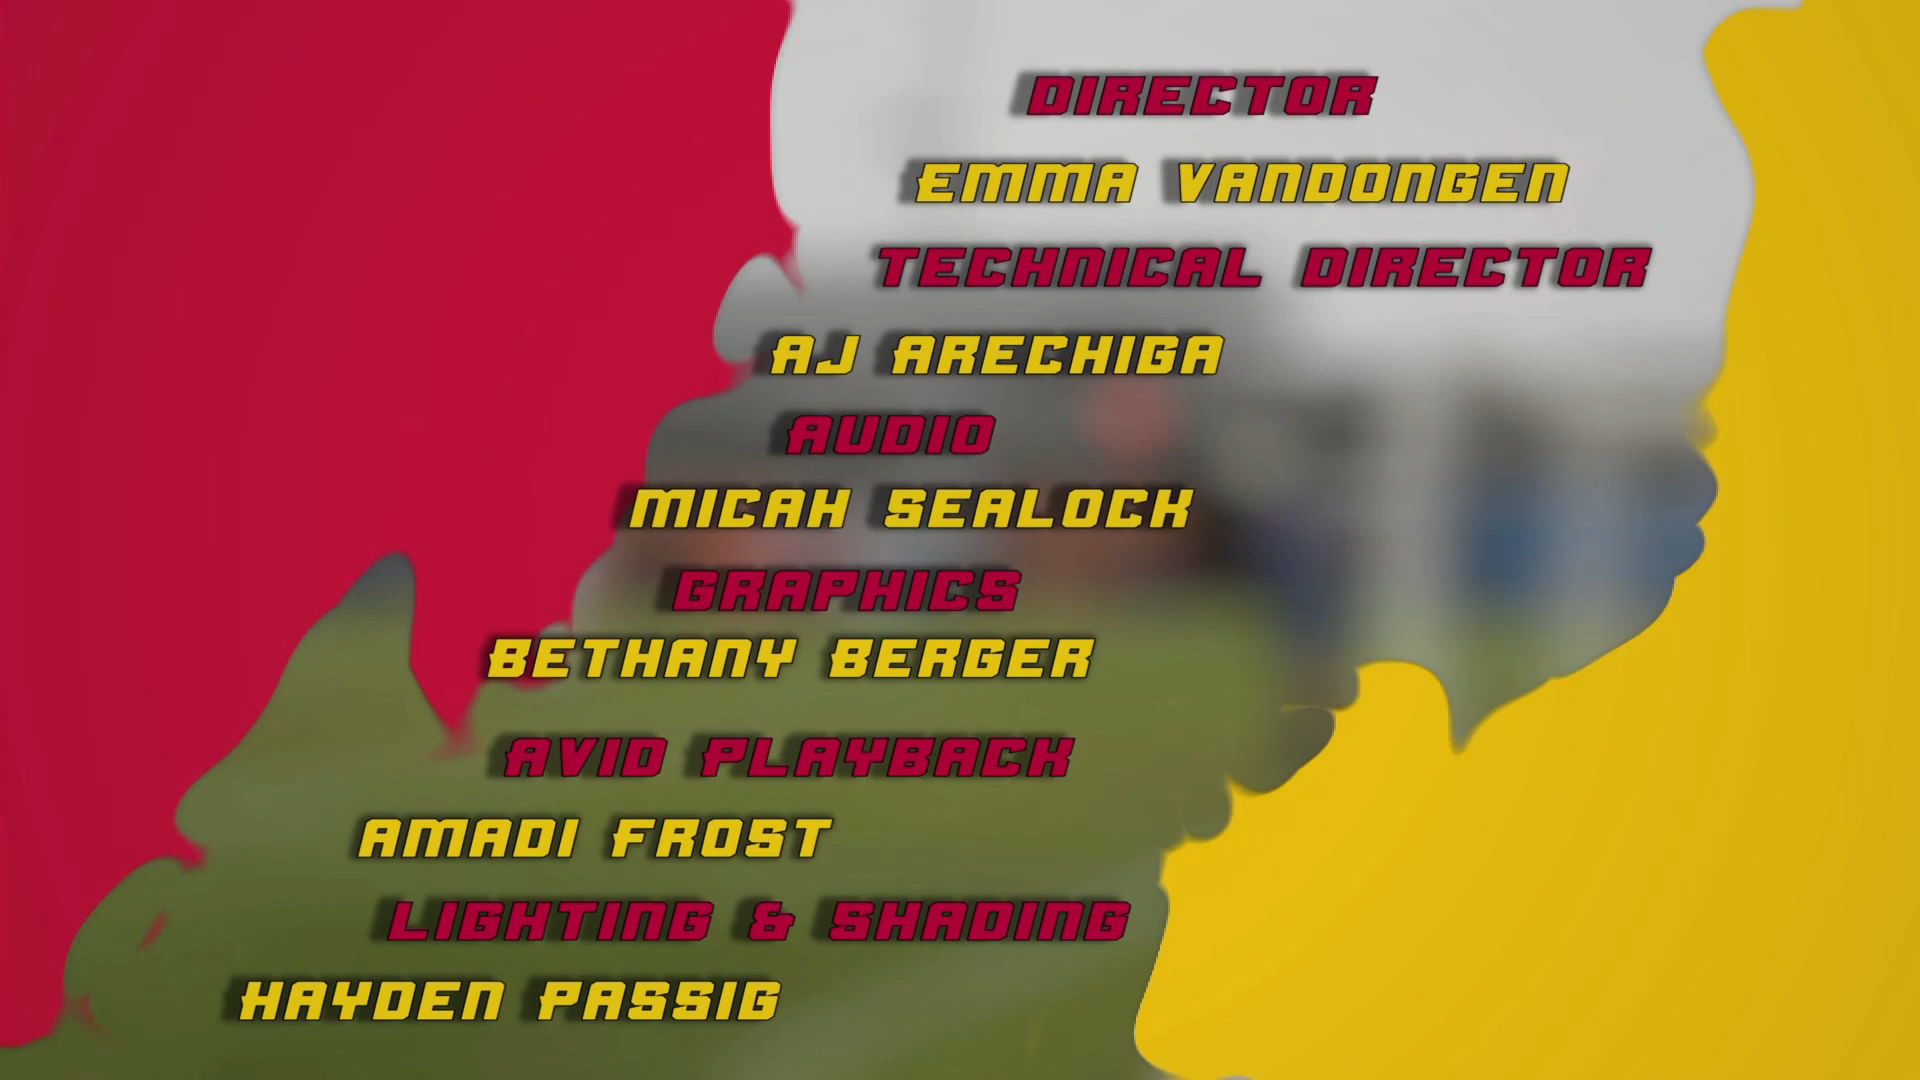 DIRECTOR
EMMA VANDONGEN
TECHNICAL DIRECTOR
AJ ARECHIGA
AUDIO
MICAH SEALOCK
GRAPHICS
BETHANY BERGER
AVID PLAYBACK
AMADI FROST
LIGHTING & SHADING
HAYDEN PASSIG